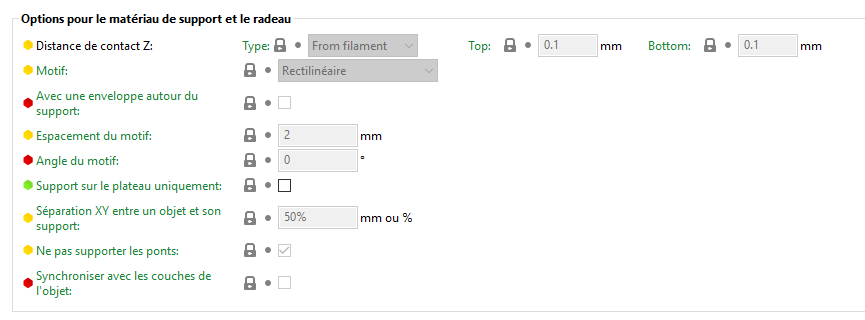 Options pour le matériau de support et le radeau
Distance de contact Z: Type: From filament Top: 0.1 mm Bottom: 0.1 mm
Motif: Rectilinéaire
Avec une enveloppe autour du
support:
Espacement du motif: 2 mm
Angle du motif: 0 °
Support sur le plateau uniquement:
Séparation XY entre un objet et son
support: 50% mm ou %
Ne pas supporter les ponts:
Synchroniser avec les couches de
l'objet: